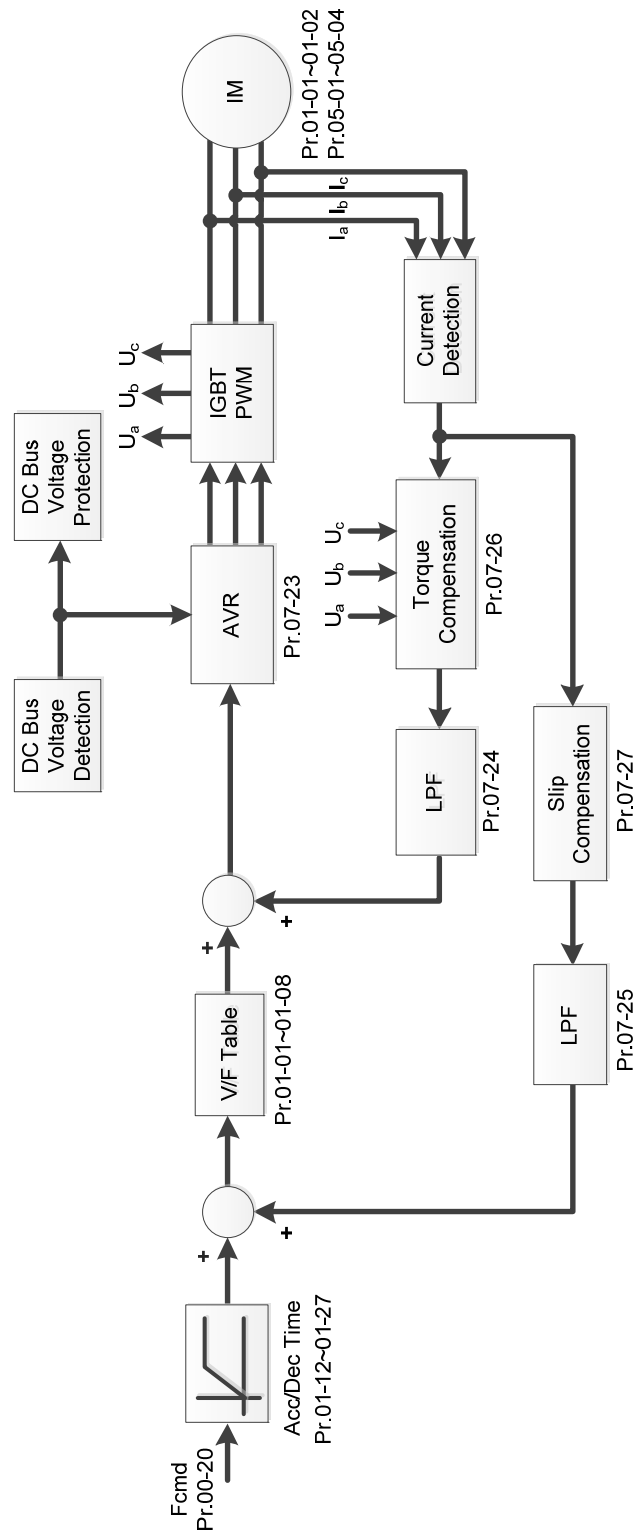 Fcmd
Pr.00-20
Acc/Dec Time
Pr.01-12~01-27
+
+
V/F Table
Pr.01-01~01-08
+
+
DC Bus
Voltage
Detection
DC Bus
Voltage
Protection
AVR
Pr.07-23
IGBT
PWM
Ua
Ub
Uc
IM
Pr.01-01~01-02
Pr.05-01~05-04
Ia
Ib
Ic
Current
Detection
Ua
Ub
Uc
Torque
Compensation
Pr.07-26
LPF
Pr.07-24
Slip
Compensation
Pr.07-27
LPF
Pr.07-25